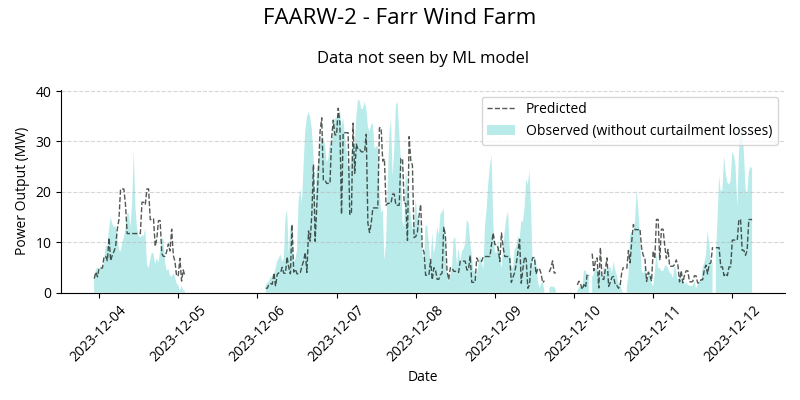 FAARW-2 - Farr Wind Farm
Data not seen by ML model
Predicted
Observed (without curtailment losses)
Power Output (MW)
40
30
20
10
0
2023-12-04
2023-12-05
2023-12-06
2023-12-07
2023-12-08
2023-12-09
2023-12-10
2023-12-11
2023-12-12
Date